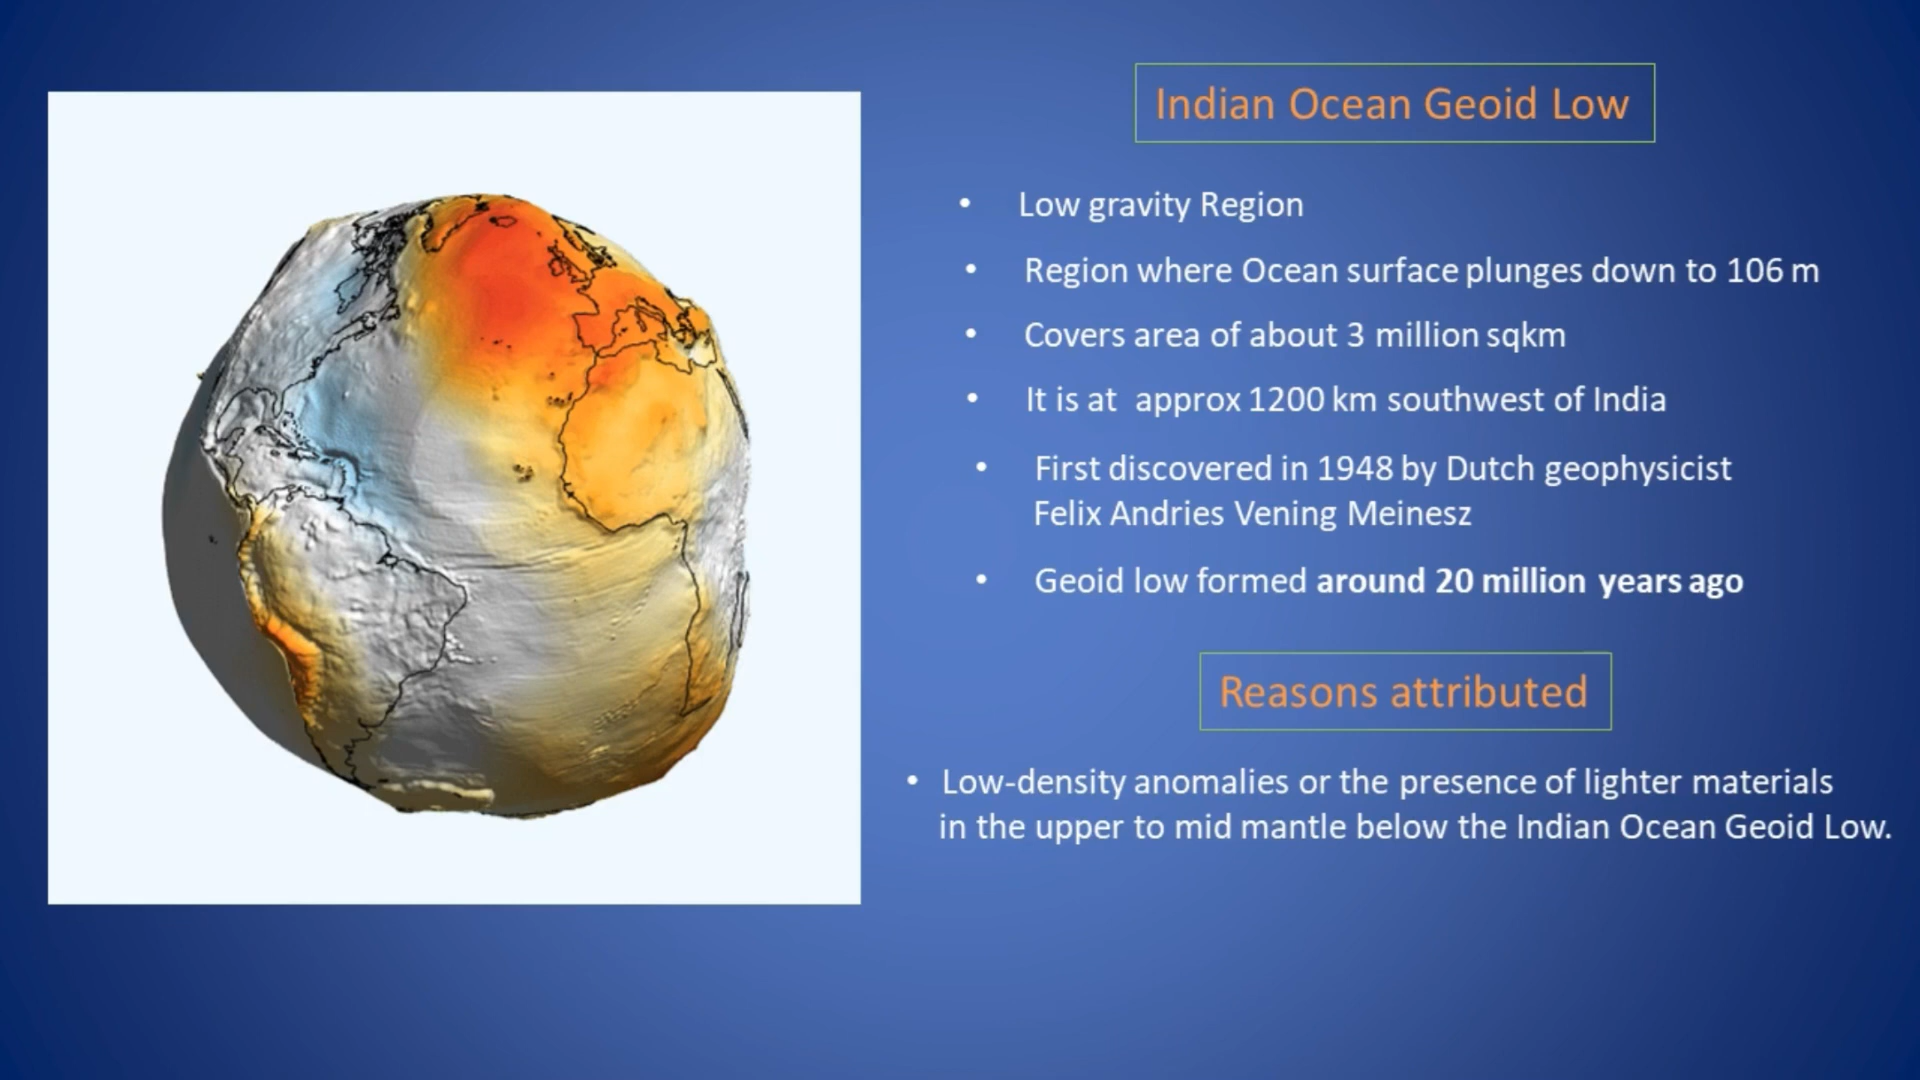 Indian Ocean Geoid Low
• Low gravity Region
• Region where Ocean surface plunges down to 106 m
• Covers area of about 3 million sqkm
• It is at approx 1200 km southwest of India
• First discovered in 1948 by Dutch geophysicist
Felix Andries Vening Meinesz
• Geoid low formed around 20 million years ago
Reasons attributed
• Low-density anomalies or the presence of lighter materials
in the upper to mid mantle below the Indian Ocean Geoid Low.